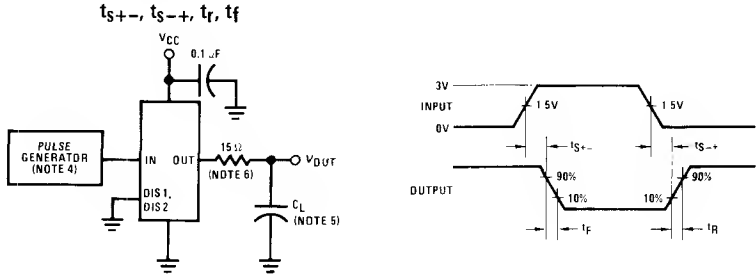 tS+-, tS-+, tr, tf
VCC
0.1 µF
PULSE
GENERATOR
(NOTE 4)
IN OUT
DIS 1,
DIS 2
15 Ω
(NOTE 6)
VOUT
CL
(NOTE 5)
3V
INPUT
0V
1 5V
1 5V
tS+-
tS-+
OUTPUT
90%
10%
10%
90%
tF
tR